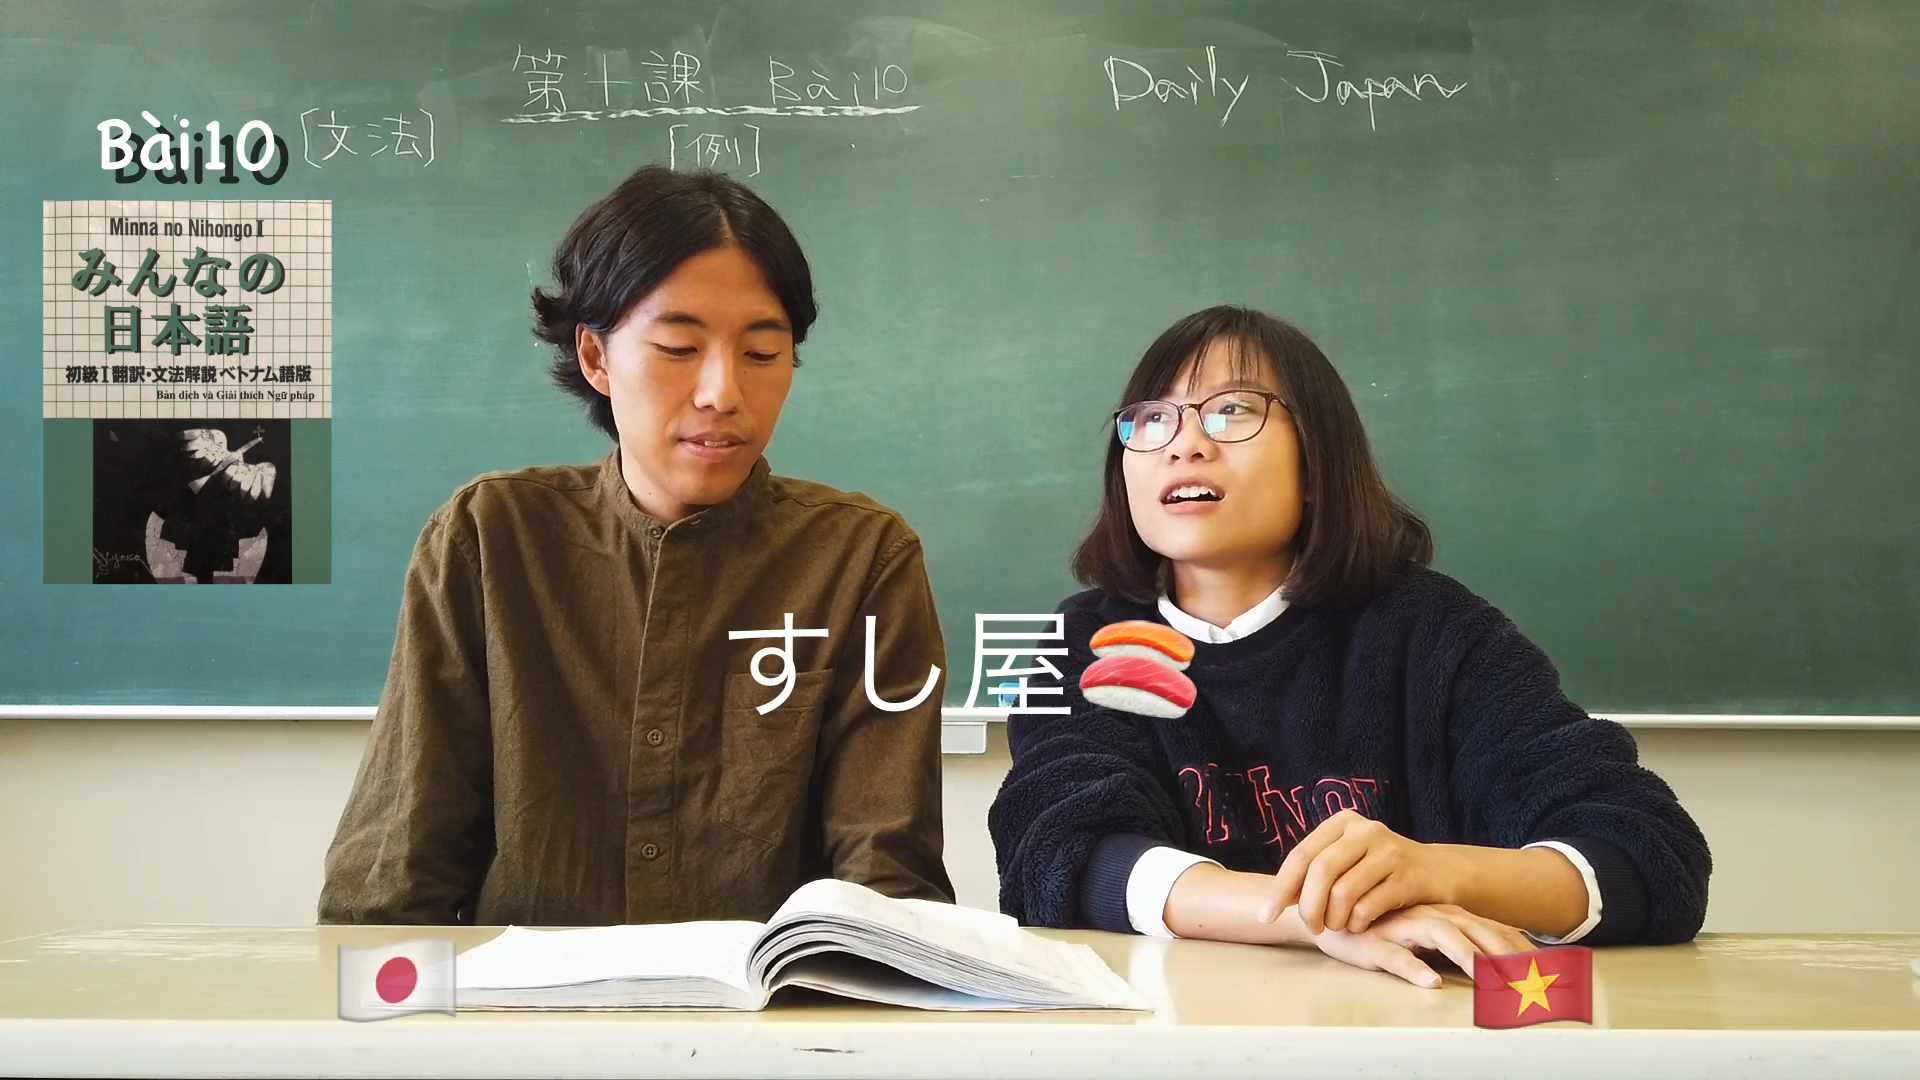 第十課 Bài10
Daily Japan
Bài10
[文法]
[例]
Minna no Nihongo I
みんなの
日本語
初級I翻訳・文法解説ベトナム語版
Bản dịch và Giải thích Ngữ pháp
すし屋🍣